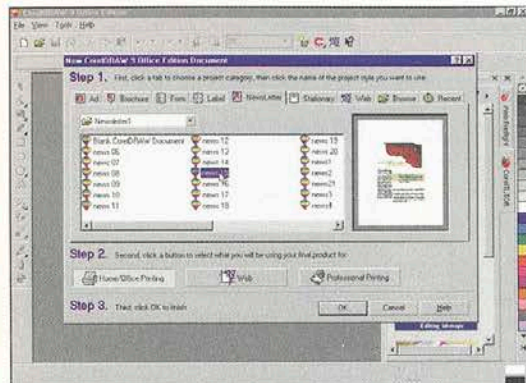 File View Tools Help
New CorelDRAW 9 Office Edition Document
Step 1. First, click a tab to choose a project category, then click the name of the project style you want to use
Ad Brochure Form Label NewsLetter Stationary Web Browse Recent
Newsletter1
Blank CorelDRAW Document news 12 news 19
news 06 news 13 news 20
news 07 news 14 news1
news 08 news2
news 09 news 16 news21
news 10 news 17
news 11 news 18
Step 2. Second, click a button to select what you will be using your final product for
Home/Office Printing Web Professional Printing
Step 3. Third, click OK to finish
OK Cancel Help